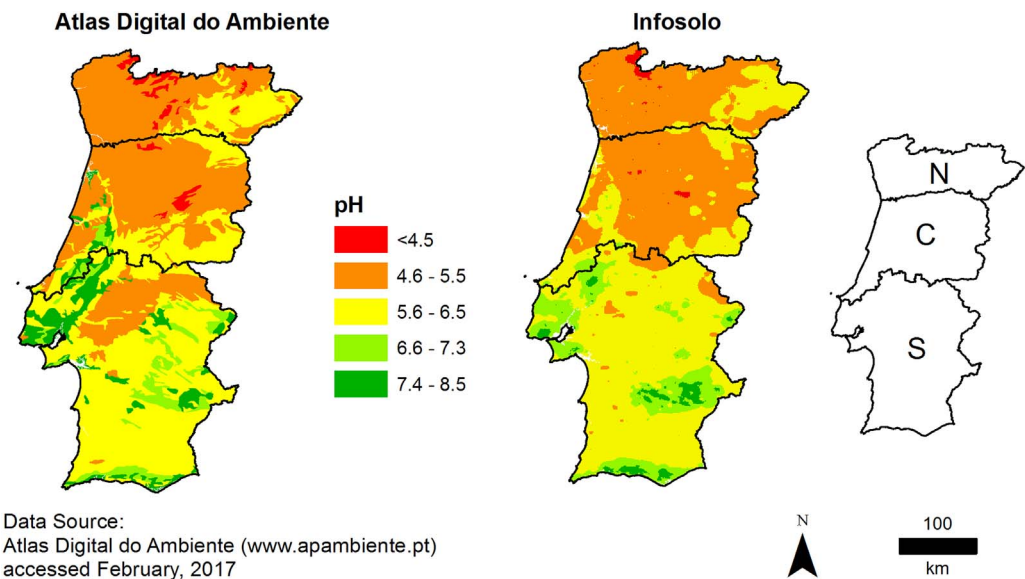 Atlas Digital do Ambiente
Infosolo
pH
<4.5
4.6 - 5.5
5.6 - 6.5
6.6 - 7.3
7.4 - 8.5
N
C
S
Data Source:
Atlas Digital do Ambiente (www.apambiente.pt)
accessed February, 2017
N
100
km